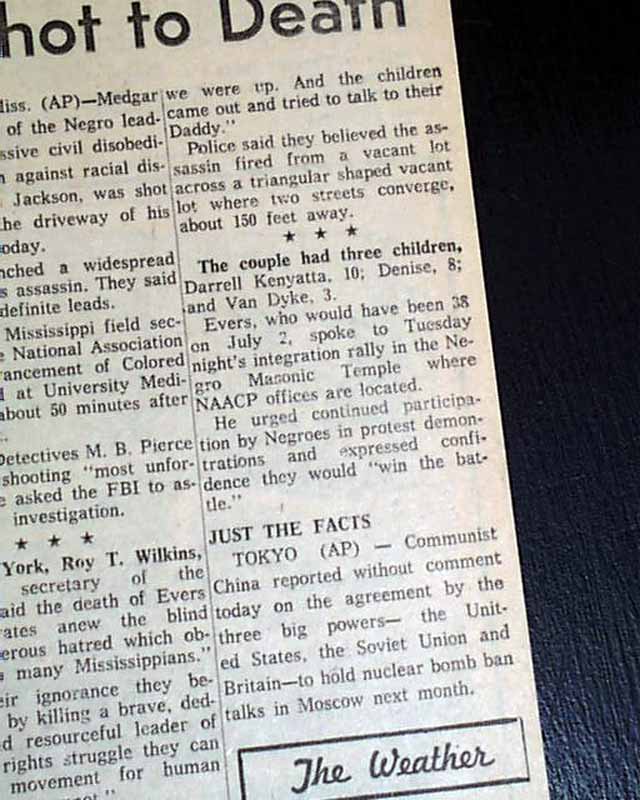 hot to Death
iss. (AP)—Medgar
of the Negro lead-
ssive civil disobedi-
against racial dis-
Jackson, was shot
he driveway of his
oday.
nched a widespread
s assassin. They said
definite leads.
Mississippi field sec-
National Association
ancement of Colored
at University Medi-
about 50 minutes after
Detectives M. B. Pierce
shooting "most unfor-
asked the FBI to as-
investigation.
★ ★ ★
York, Roy T. Wilkins,
secretary of the
aid the death of Evers
ates anew the blind
erous hatred which ob-
many Mississippians."
eir ignorance they be-
by killing a brave, ded-
d resourceful leader of
rights struggle they can
movement for human
we were up. And the children
came out and tried to talk to their
Daddy."
Police said they believed the as-
sassin fired from a vacant lot
across a triangular shaped vacant
lot where two streets converge,
about 150 feet away.
★ ★ ★
The couple had three children,
Darrell Kenyatta, 10; Denise, 8;
and Van Dyke, 3.
Evers, who would have been 38
on July 2, spoke to Tuesday
night's integration rally in the Ne-
gro Masonic Temple where
NAACP offices are located.
He urged continued participa-
tion by Negroes in protest demon-
trations and expressed confi-
dence they would "win the bat-
tle."
JUST THE FACTS
TOKYO (AP) — Communist
China reported without comment
today on the agreement by the
three big powers— the Unit-
ed States, the Soviet Union and
Britain—to hold nuclear bomb ban
talks in Moscow next month.
The Weather